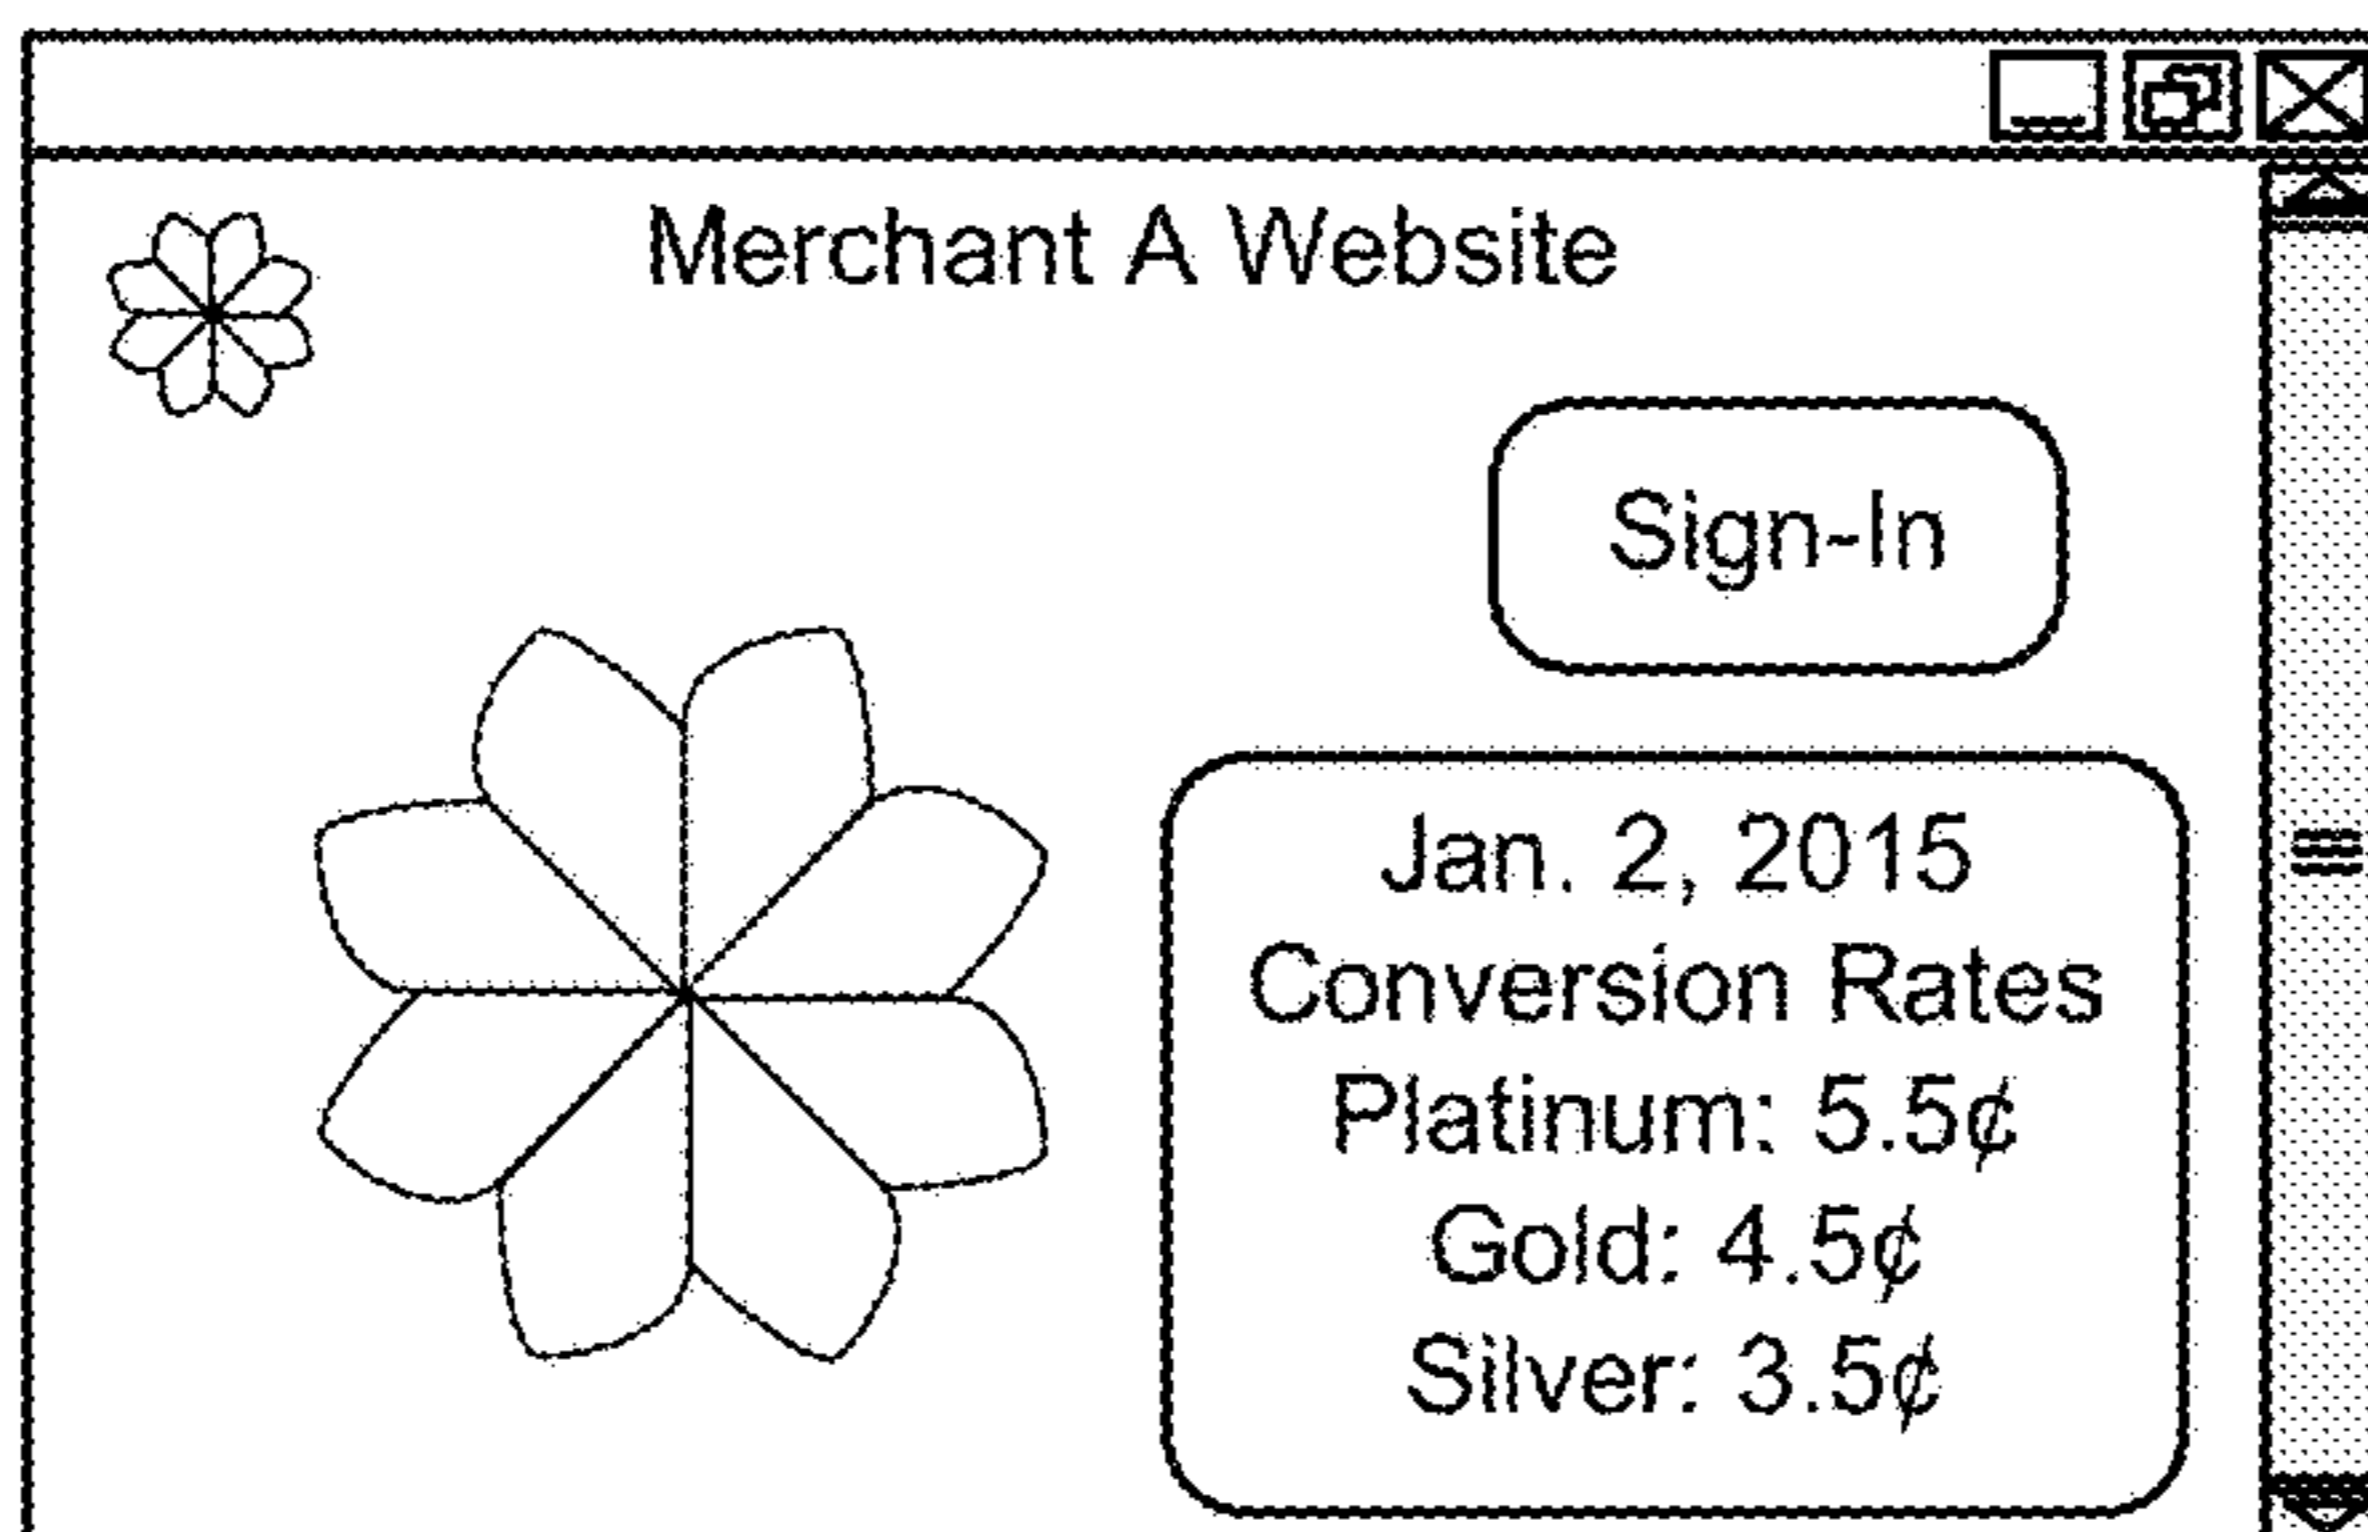 Merchant A Website
Sign-In
Jan. 2, 2015
Conversion Rates
Platinum: 5.5¢
Gold: 4.5¢
Silver: 3.5¢